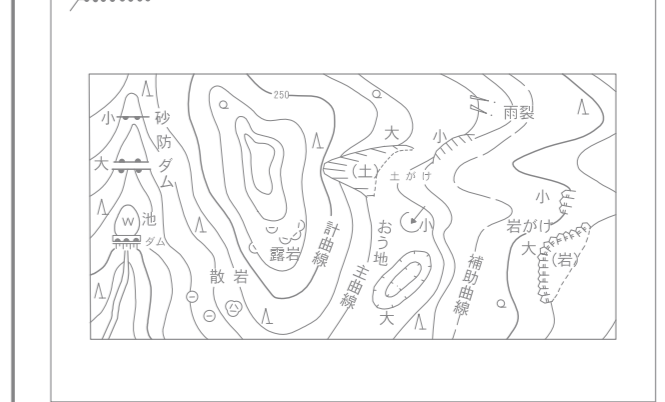 250
小
砂防ダム
大
W
池
ダム
散岩
露岩
計曲線
主曲線
おう地
大
小
大
(土)
土がけ
小
雨裂
補助曲線
小
岩がけ
大
(岩)